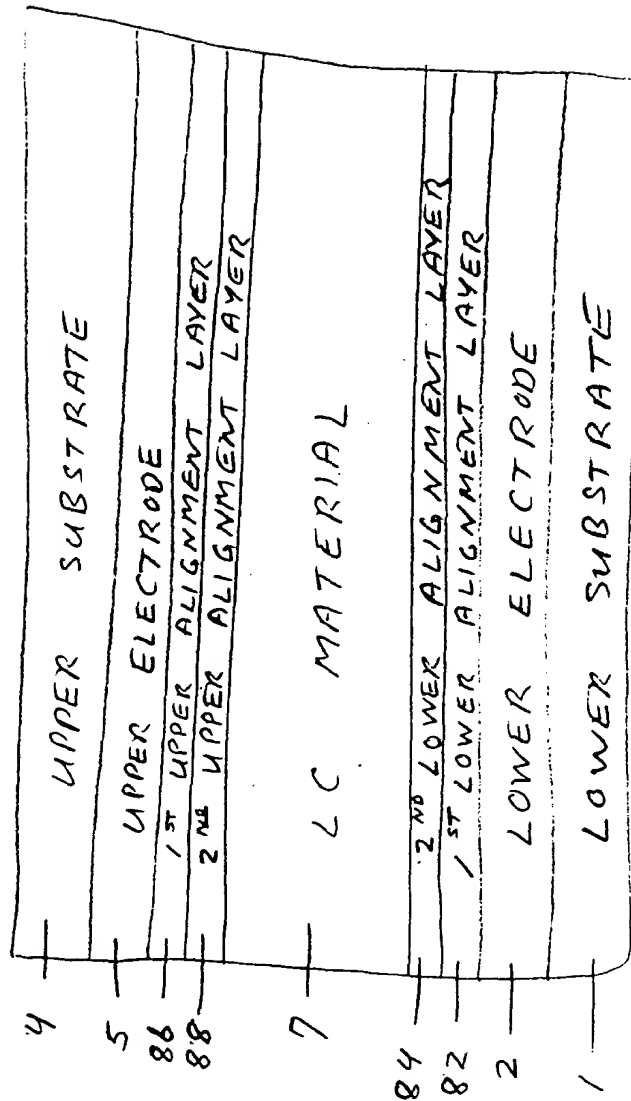 4 UPPER SUBSTRATE
5 UPPER ELECTRODE
86 1ST UPPER ALIGNMENT LAYER
88 2ND UPPER ALIGNMENT LAYER
7 LC MATERIAL
84 2ND LOWER ALIGNMENT LAYER
82 1ST LOWER ALIGNMENT LAYER
2 LOWER ELECTRODE
1 LOWER SUBSTRATE